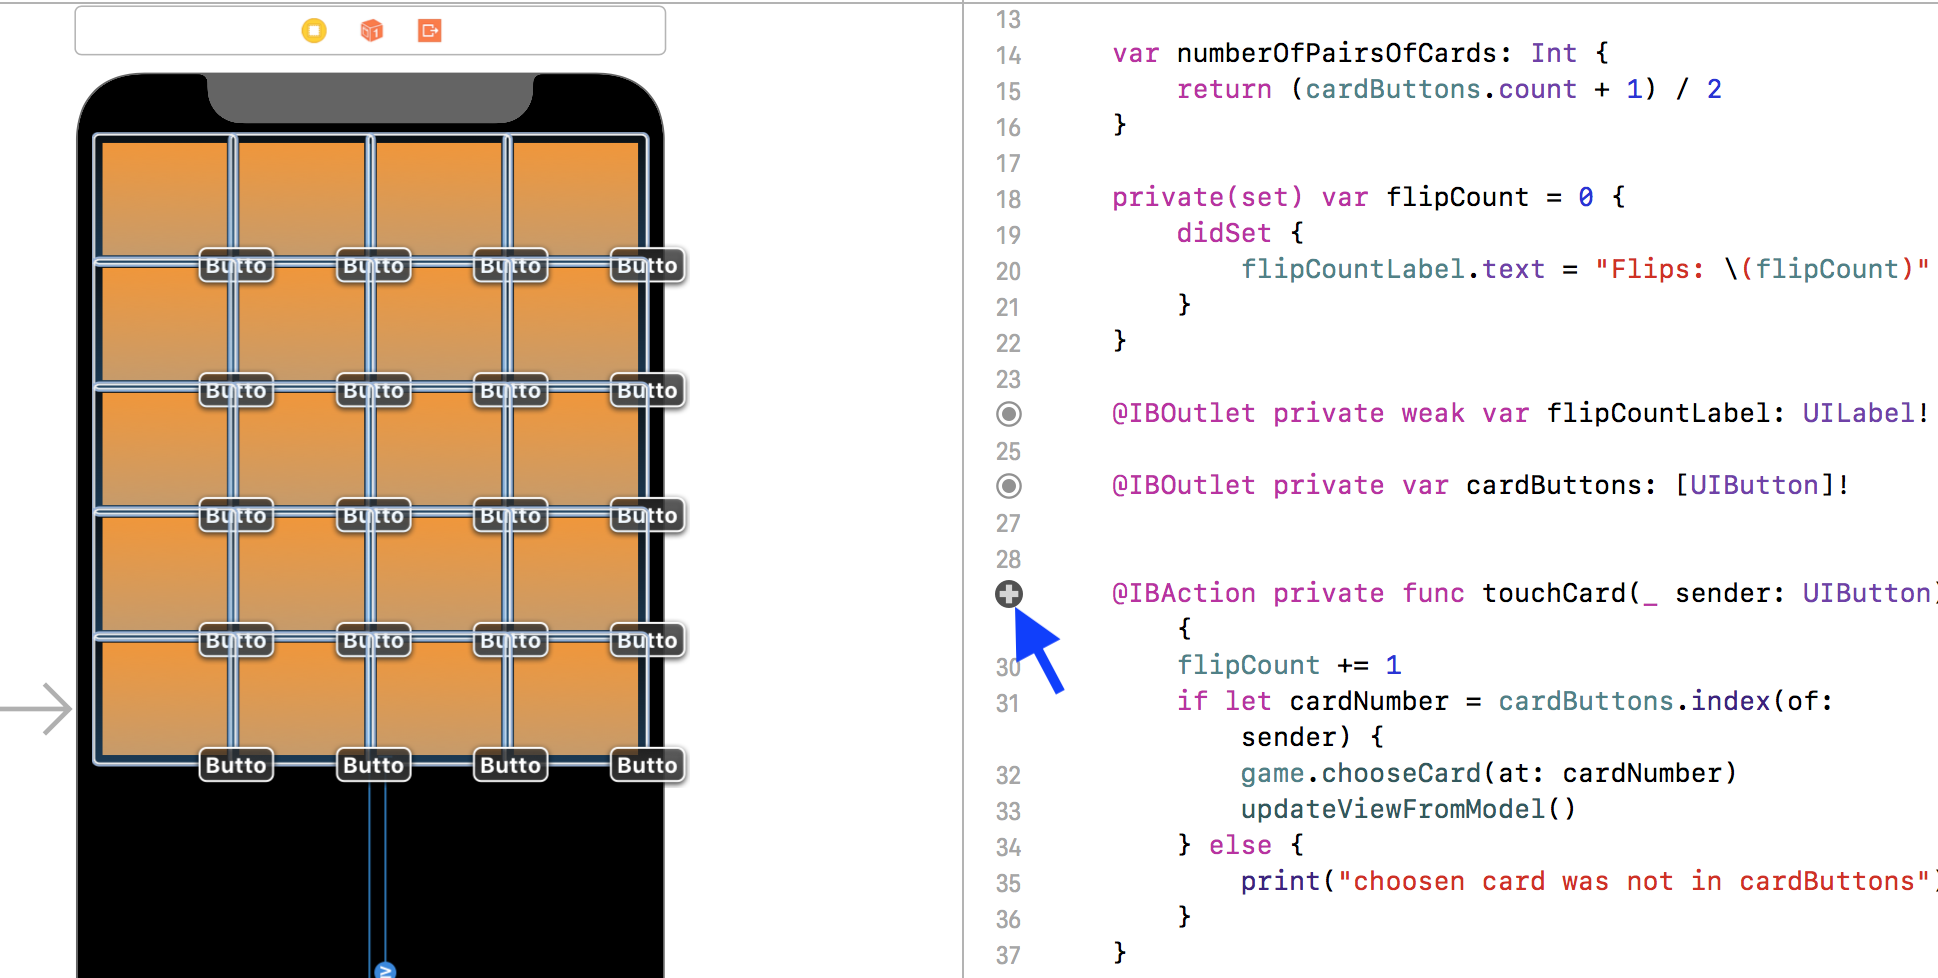 1
Butto Butto Butto Butto
Butto Butto Butto Butto
Butto Butto Butto Butto
Butto Butto Butto Butto
Butto Butto Butto Butto
13
14 var numberOfPairsOfCards: Int {
15 return (cardButtons.count + 1) / 2
16 }
17
18 private(set) var flipCount = 0 {
19 didSet {
20 flipCountLabel.text = "Flips: \(flipCount)"
21 }
22 }
23
@IBOutlet private weak var flipCountLabel: UILabel!
25
@IBOutlet private var cardButtons: [UIButton]!
27
28
@IBAction private func touchCard(_ sender: UIButton)
{
30 flipCount += 1
31 if let cardNumber = cardButtons.index(of:
sender) {
32 game.chooseCard(at: cardNumber)
33 updateViewFromModel()
34 } else {
35 print("choosen card was not in cardButtons")
36 }
37 }